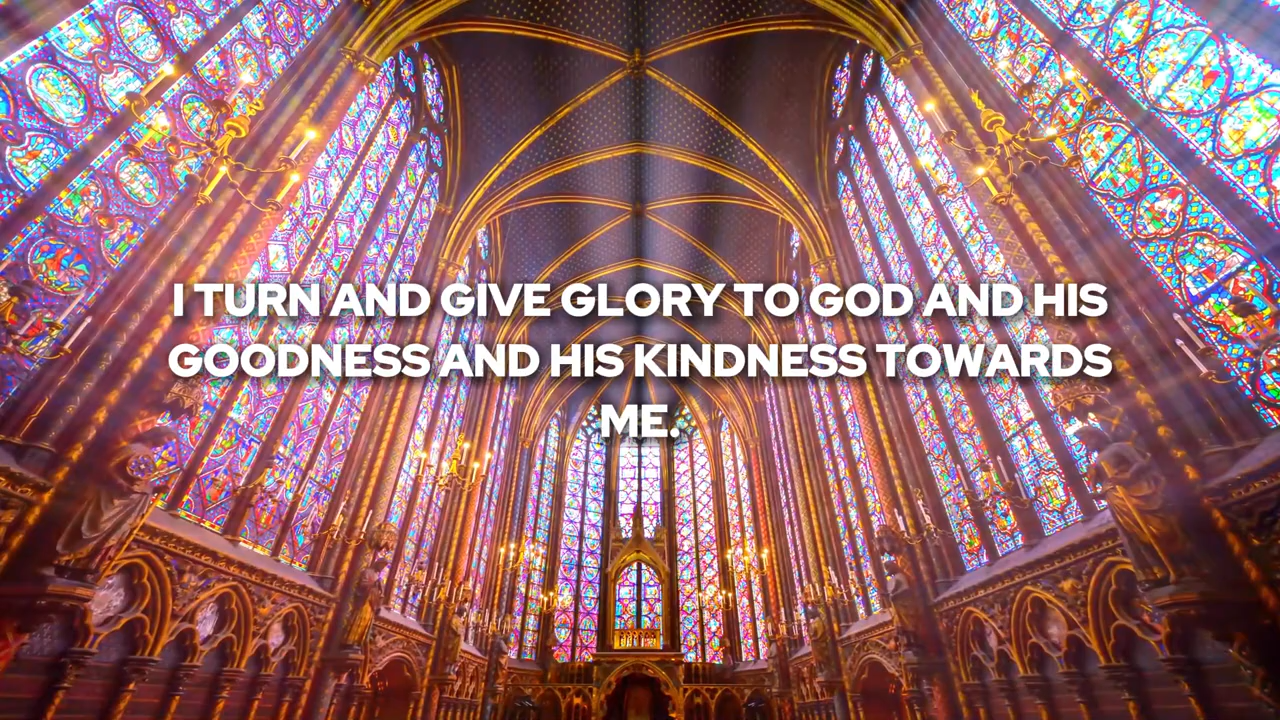 I TURN AND GIVE GLORY TO GOD AND HIS
GOODNESS AND HIS KINDNESS TOWARDS
ME.